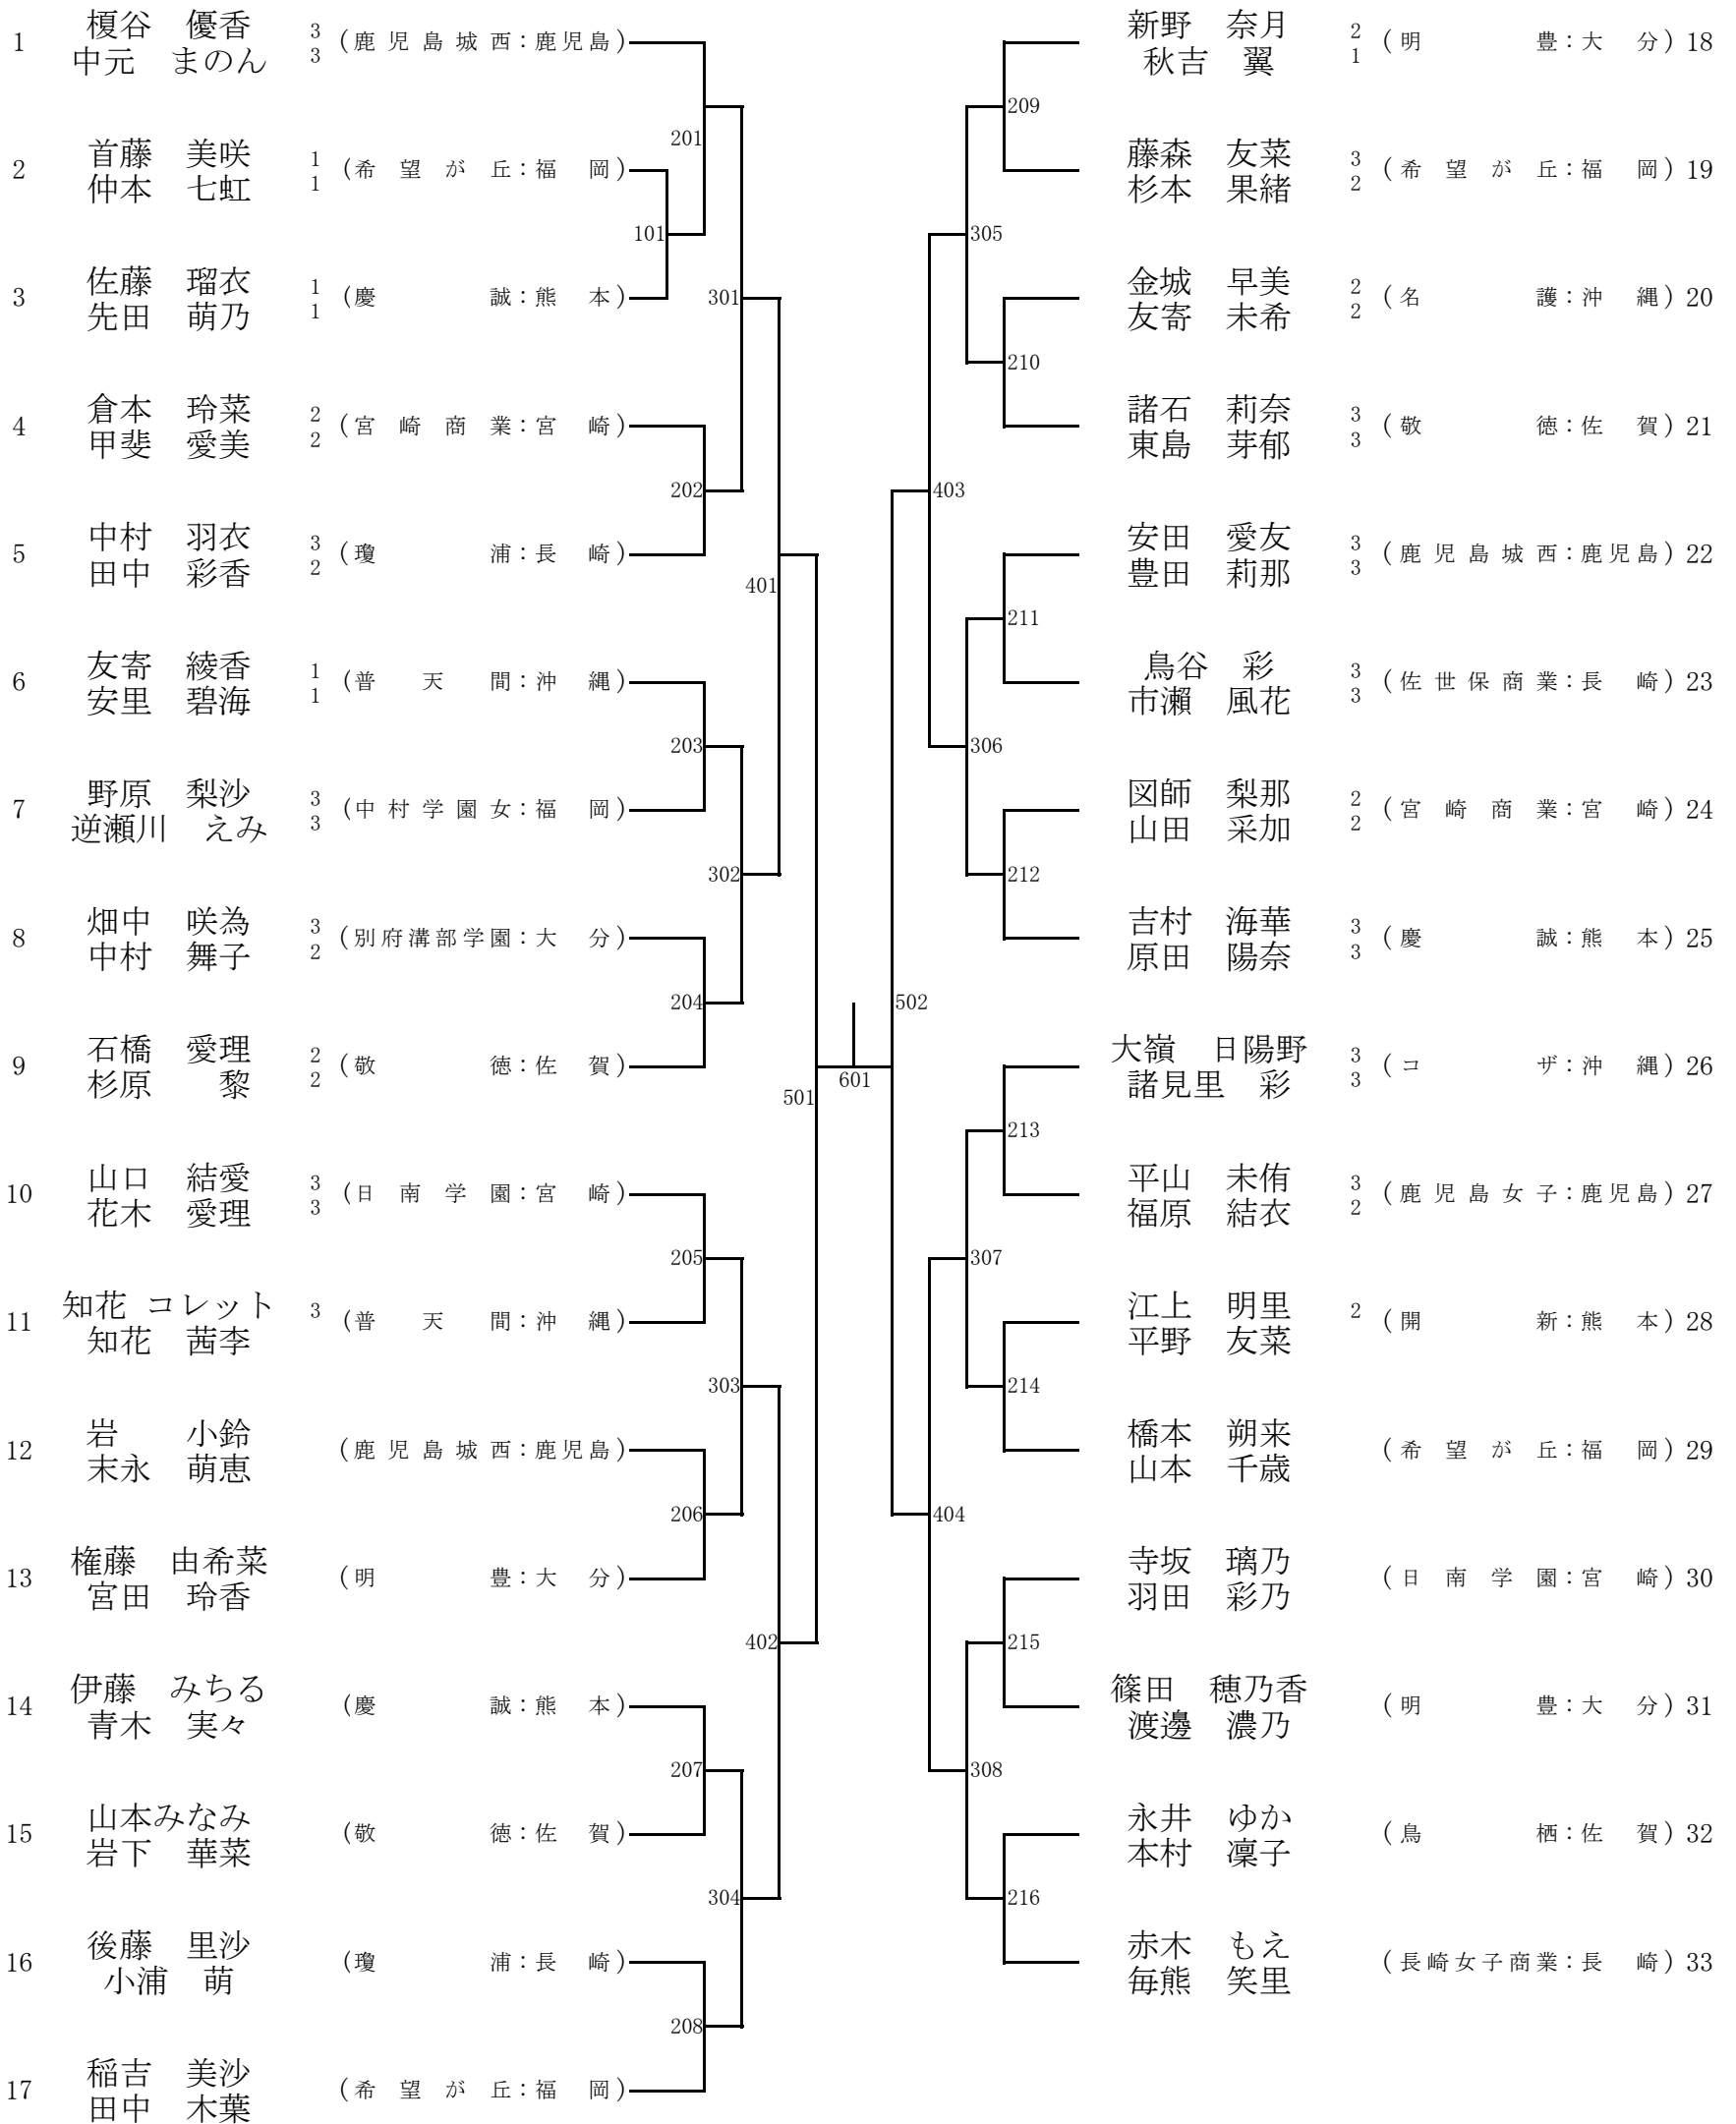 1 榎谷 優香 3 (鹿児島城西:鹿児島)
中元 まのん 3
2 首藤 美咲 1 (希望が丘:福岡)
仲本 七虹 1
3 佐藤 瑠衣 1 (慶誠:熊本)
先田 萌乃 1
4 倉本 玲菜 2 (宮崎商業:宮崎)
甲斐 愛美 2
5 中村 羽衣 3 (瓊浦:長崎)
田中 彩香 2
6 友寄 綾香 1 (普天間:沖縄)
安里 碧海 1
7 野原 梨沙 3 (中村学園女:福岡)
逆瀬川 えみ 3
8 畑中 咲為 3 (別府溝部学園:大分)
中村 舞子 2
9 石橋 愛理 2 (敬徳:佐賀)
杉原 黎 2
10 山口 結愛 3 (日南学園:宮崎)
花木 愛理 3
11 知花 コレット 3 (普天間:沖縄)
知花 茜李
12 岩 小鈴 (鹿児島城西:鹿児島)
末永 萌恵
13 権藤 由希菜 (明豊:大分)
宮田 玲香
14 伊藤 みちる (慶誠:熊本)
青木 実々
15 山本みなみ (敬徳:佐賀)
岩下 華菜
16 後藤 里沙 (瓊浦:長崎)
小浦 萌
17 稲吉 美沙 (希望が丘:福岡)
田中 木葉
201
101
301
202
401
203
302
204
501
205
303
206
402
207
304
208
601
209
305
210
403
211
306
212
502
213
307
214
404
215
308
216
新野 奈月 2 (明豊:大分) 18
秋吉 翼 1
藤森 友菜 3 (希望が丘:福岡) 19
杉本 果緒 2
金城 早美 2 (名護:沖縄) 20
友寄 未希 2
諸石 莉奈 3 (敬徳:佐賀) 21
東島 芽郁 3
安田 愛友 3 (鹿児島城西:鹿児島) 22
豊田 莉那 3
鳥谷 彩 3 (佐世保商業:長崎) 23
市瀬 風花 3
図師 梨那 2 (宮崎商業:宮崎) 24
山田 采加 2
吉村 海華 3 (慶誠:熊本) 25
原田 陽奈 3
大嶺 日陽野 3 (コザ:沖縄) 26
諸見里 彩 3
平山 未侑 3 (鹿児島女子:鹿児島) 27
福原 結衣 2
江上 明里 2 (開新:熊本) 28
平野 友菜
橋本 朔来 (希望が丘:福岡) 29
山本 千歳
寺坂 璃乃 (日南学園:宮崎) 30
羽田 彩乃
篠田 穂乃香 (明豊:大分) 31
渡邊 濃乃
永井 ゆか (鳥栖:佐賀) 32
本村 凜子
赤木 もえ (長崎女子商業:長崎) 33
毎熊 笑里